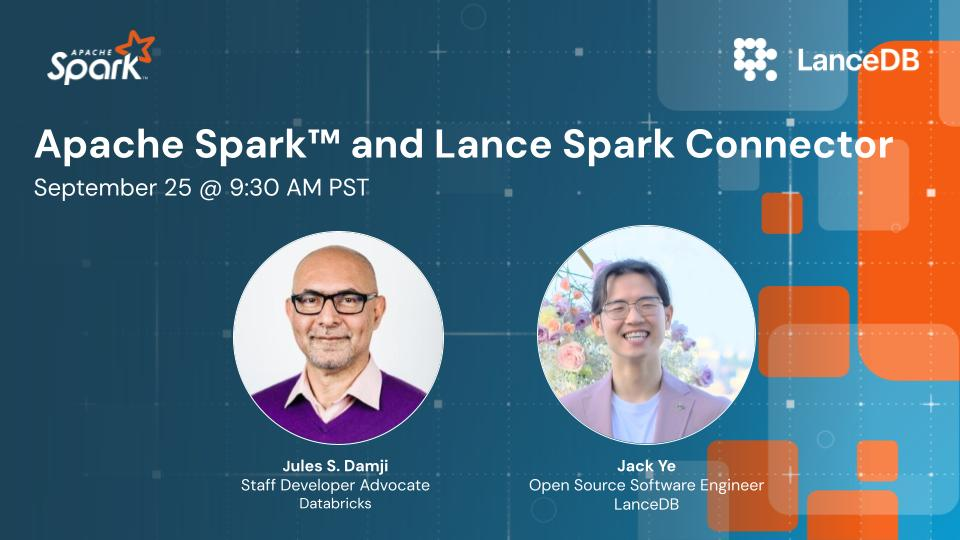 APACHE
Spark™
LanceDB
Apache Spark™ and Lance Spark Connector
September 25 @ 9:30 AM PST
Jules S. Damji
Staff Developer Advocate
Databricks
Jack Ye
Open Source Software Engineer
LanceDB